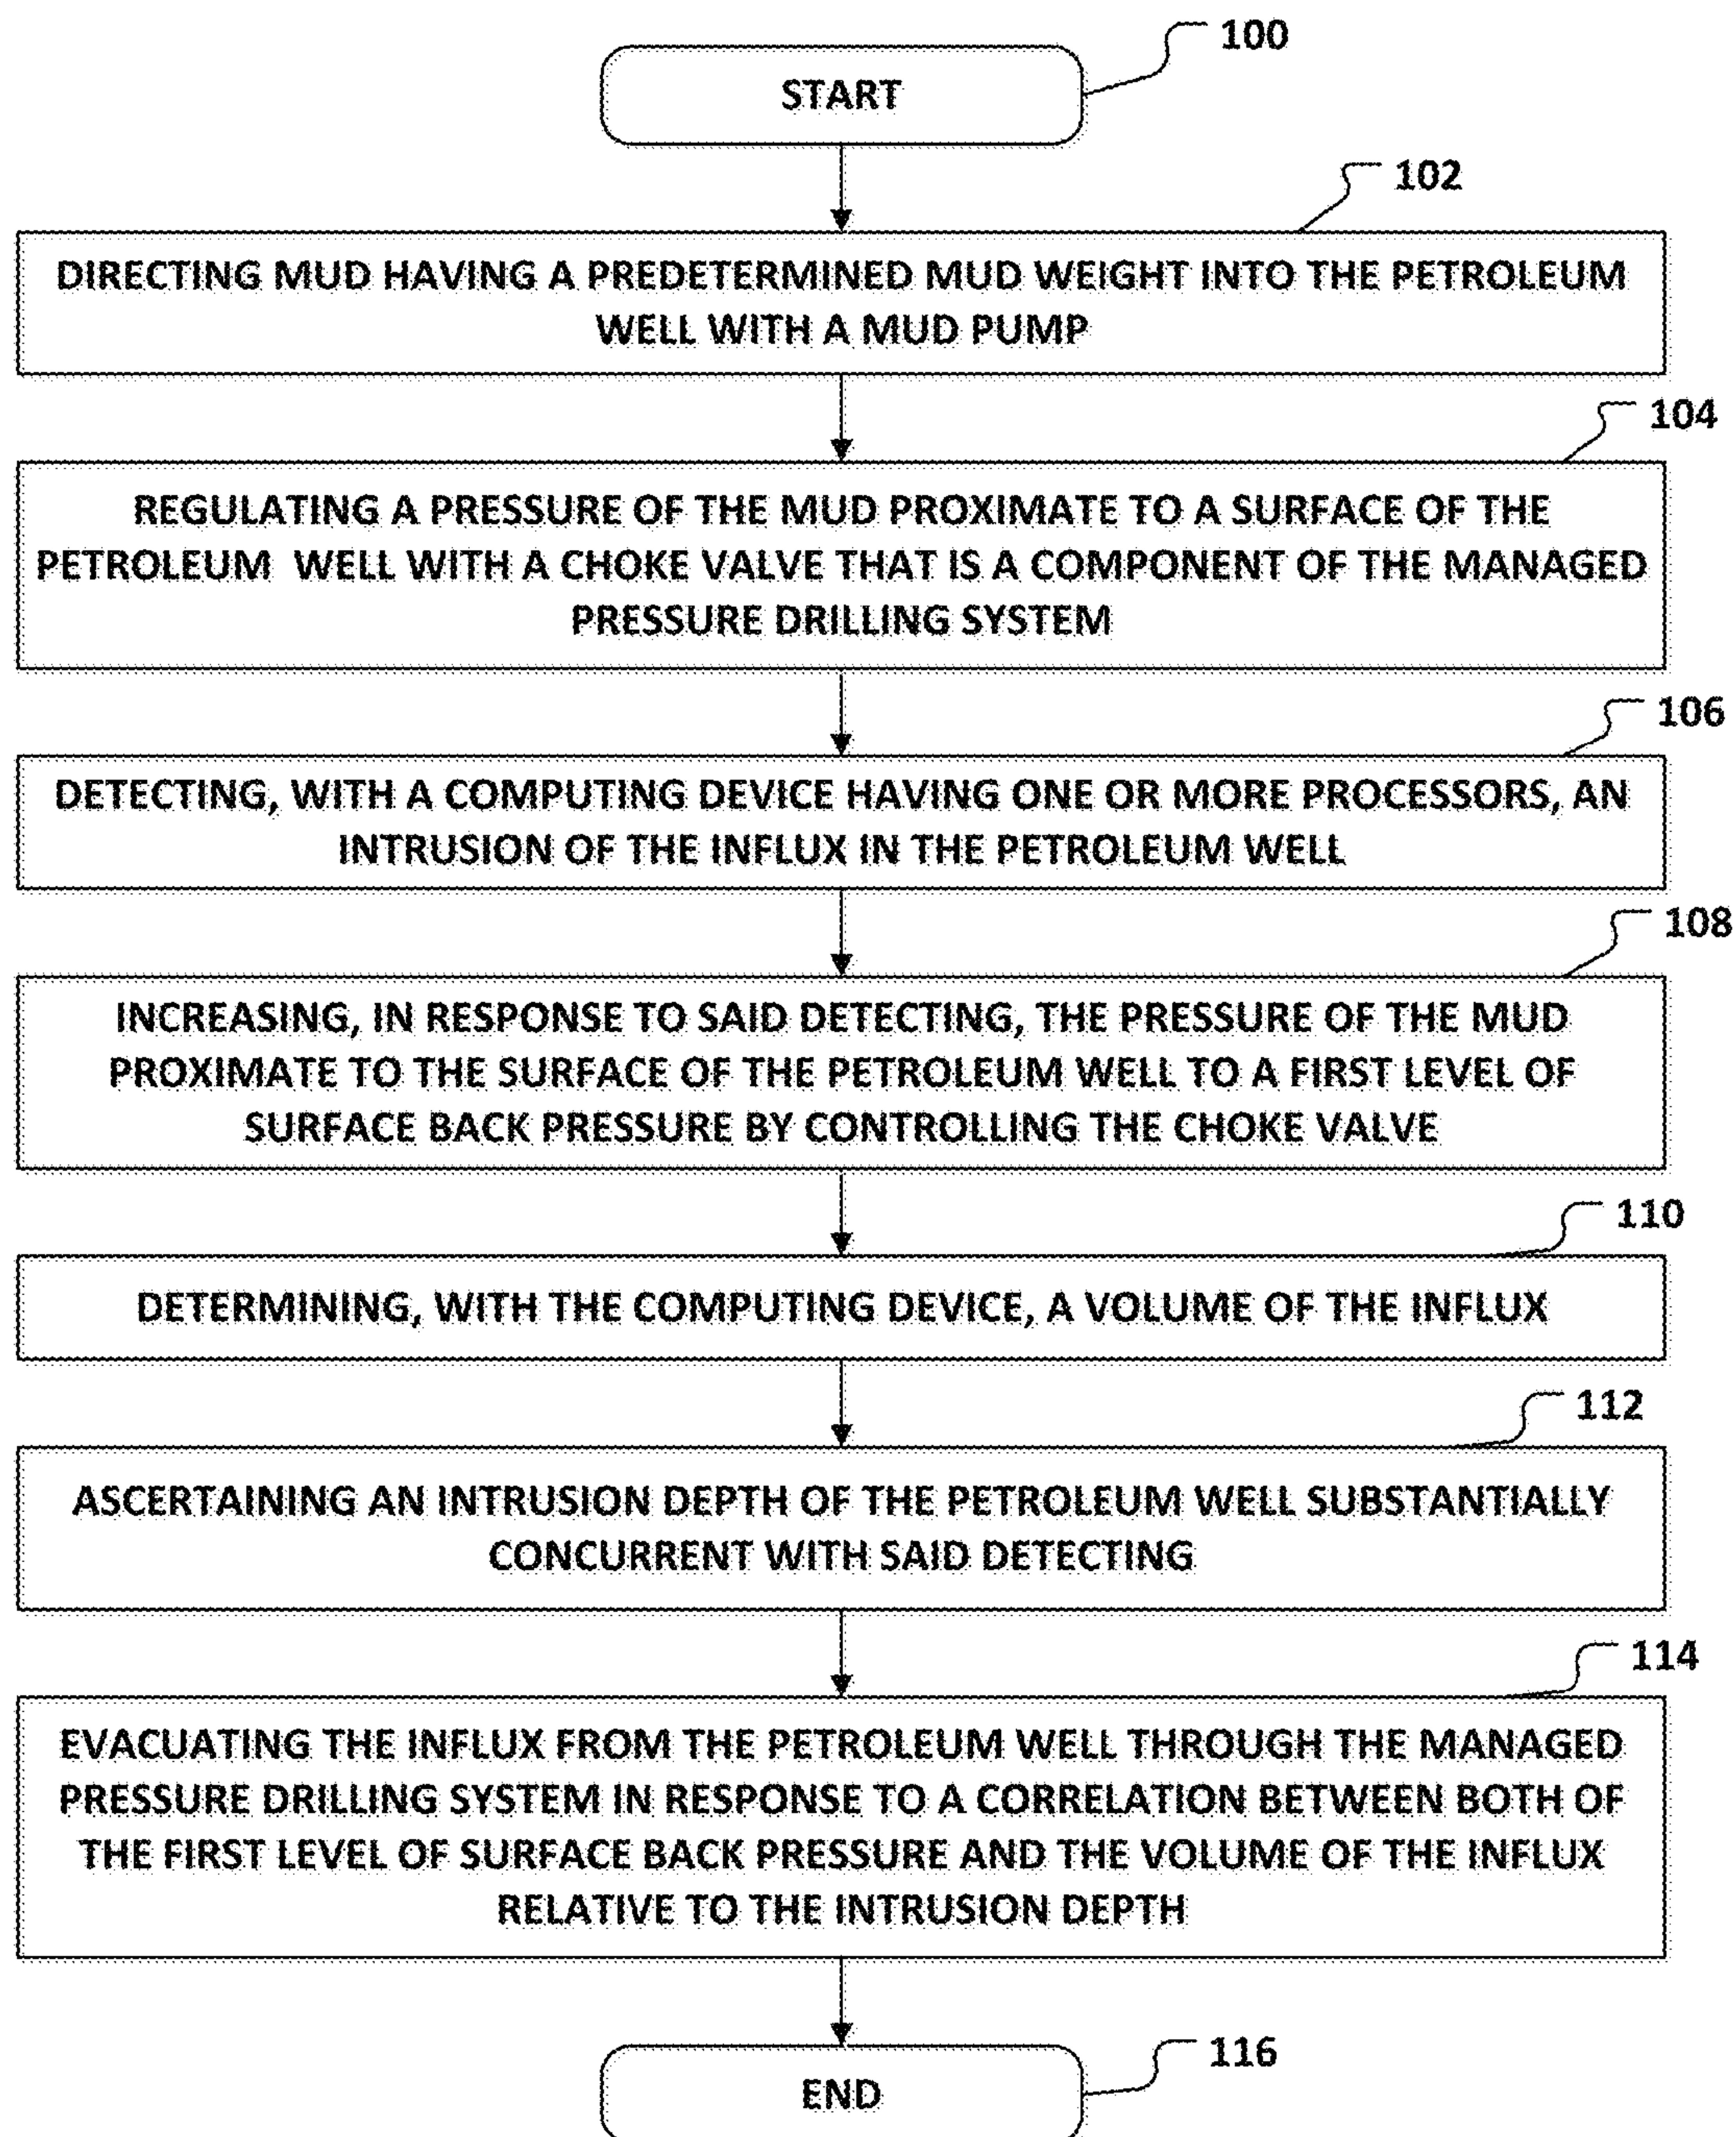 100
START
102
DIRECTING MUD HAVING A PREDETERMINED MUD WEIGHT INTO THE PETROLEUM
WELL WITH A MUD PUMP
104
REGULATING A PRESSURE OF THE MUD PROXIMATE TO A SURFACE OF THE
PETROLEUM WELL WITH A CHOKE VALVE THAT IS A COMPONENT OF THE MANAGED
PRESSURE DRILLING SYSTEM
106
DETECTING, WITH A COMPUTING DEVICE HAVING ONE OR MORE PROCESSORS, AN
INTRUSION OF THE INFLUX IN THE PETROLEUM WELL
108
INCREASING, IN RESPONSE TO SAID DETECTING, THE PRESSURE OF THE MUD
PROXIMATE TO THE SURFACE OF THE PETROLEUM WELL TO A FIRST LEVEL OF
SURFACE BACK PRESSURE BY CONTROLLING THE CHOKE VALVE
110
DETERMINING, WITH THE COMPUTING DEVICE, A VOLUME OF THE INFLUX
112
ASCERTAINING AN INTRUSION DEPTH OF THE PETROLEUM WELL SUBSTANTIALLY
CONCURRENT WITH SAID DETECTING
114
EVACUATING THE INFLUX FROM THE PETROLEUM WELL THROUGH THE MANAGED
PRESSURE DRILLING SYSTEM IN RESPONSE TO A CORRELATION BETWEEN BOTH OF
THE FIRST LEVEL OF SURFACE BACK PRESSURE AND THE VOLUME OF THE INFLUX
RELATIVE TO THE INTRUSION DEPTH
116
END